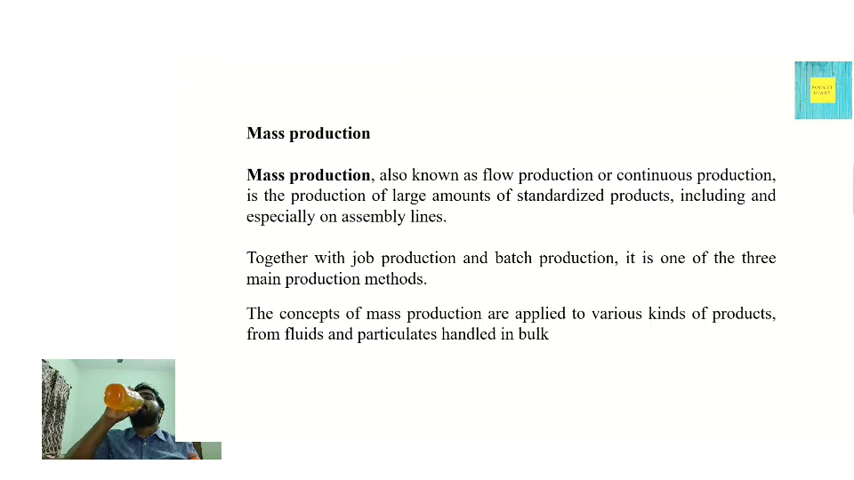 POCKET
DIARY
Mass production
Mass production, also known as flow production or continuous production,
is the production of large amounts of standardized products, including and
especially on assembly lines.
Together with job production and batch production, it is one of the three
main production methods.
The concepts of mass production are applied to various kinds of products,
from fluids and particulates handled in bulk